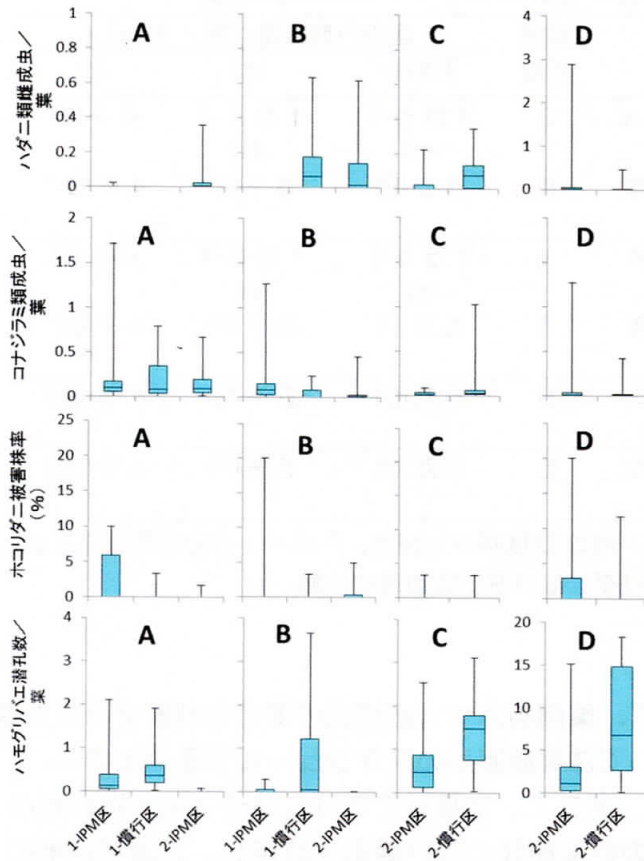 ハダニ類雌成虫／
葉
1
0.8
0.6
0.4
0.2
0
A
B
C
D
4
3
2
1
0
コナジラミ類成虫／
葉
2
1.5
1
0.5
0
A
B
C
D
ホコリダニ被害株率
(%)
25
20
15
10
5
0
A
B
C
D
ハモグリバエ潜孔数／
葉
4
3
2
1
0
A
B
C
D
20
15
10
5
0
1-IPM区
1-慣行区
2-IPM区
1-IPM区
1-慣行区
2-IPM区
2-IPM区
2-慣行区
2-IPM区
2-慣行区